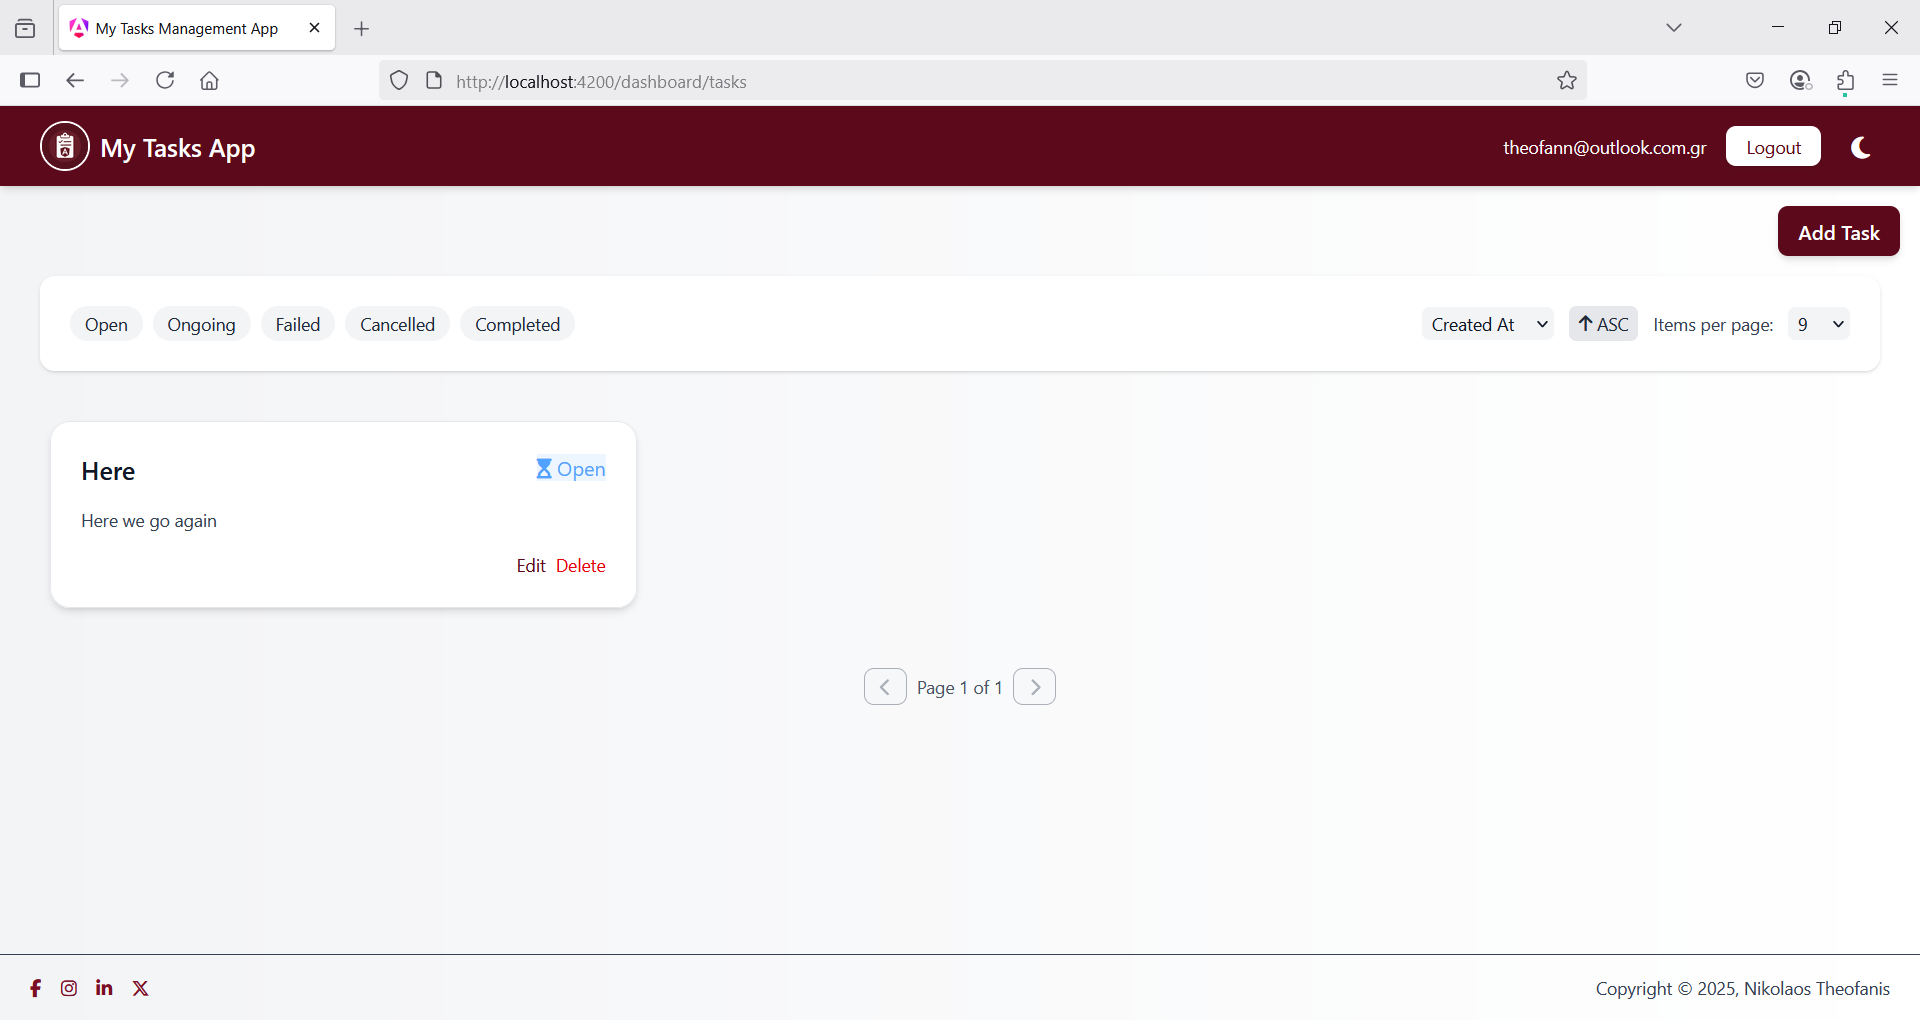 My Tasks Management App
http://localhost:4200/dashboard/tasks
My Tasks App
theofann@outlook.com.gr
Logout
Add Task
Open
Ongoing
Failed
Cancelled
Completed
Created At
ASC
Items per page:
9
Here
Open
Here we go again
Edit
Delete
Page 1 of 1
Copyright © 2025, Nikolaos Theofanis